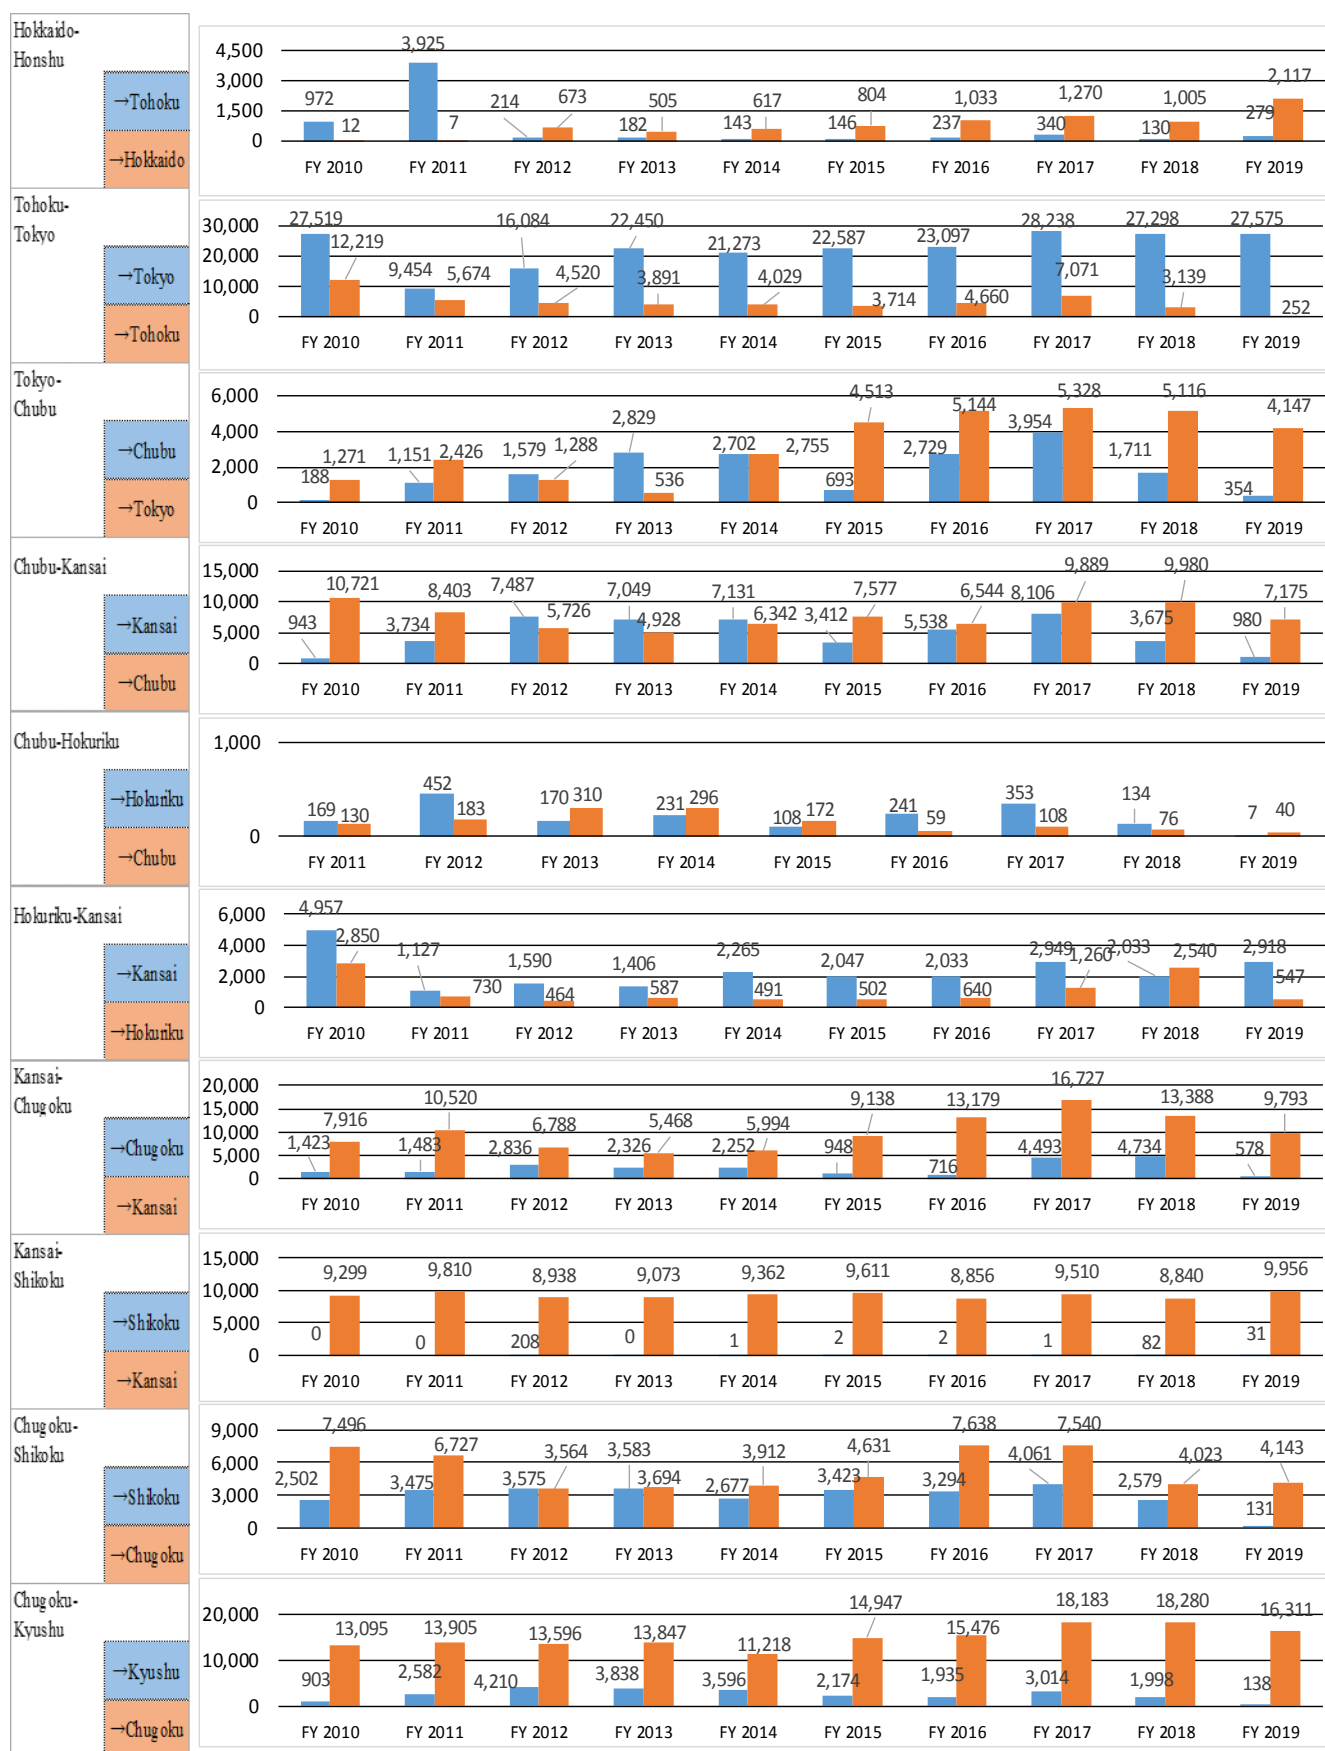 Hokkaido-
Honshu
→Tohoku
→Hokkaido
4,500
3,000
1,500
0
972 12 3,925 7 214 673 182 505 143 617 146 804 237 1,033 340 1,270 130 1,005 279 2,117
FY 2010 FY 2011 FY 2012 FY 2013 FY 2014 FY 2015 FY 2016 FY 2017 FY 2018 FY 2019
Tohoku-
Tokyo
→Tokyo
→Tohoku
30,000
20,000
10,000
0
27,519 12,219 9,454 5,674 16,084 4,520 22,450 3,891 21,273 4,029 22,587 3,714 23,097 4,660 28,238 7,071 27,298 3,139 27,575 252
FY 2010 FY 2011 FY 2012 FY 2013 FY 2014 FY 2015 FY 2016 FY 2017 FY 2018 FY 2019
Tokyo-
Chubu
→Chubu
→Tokyo
6,000
4,000
2,000
0
188 1,271 1,151 2,426 1,579 1,288 2,829 536 2,702 2,755 693 4,513 2,729 5,144 3,954 5,328 1,711 5,116 354 4,147
FY 2010 FY 2011 FY 2012 FY 2013 FY 2014 FY 2015 FY 2016 FY 2017 FY 2018 FY 2019
Chubu-Kansai
→Kansai
→Chubu
15,000
10,000
5,000
0
943 10,721 3,734 8,403 7,487 5,726 7,049 4,928 7,131 6,342 3,412 7,577 5,538 6,544 8,106 9,889 3,675 9,980 980 7,175
FY 2010 FY 2011 FY 2012 FY 2013 FY 2014 FY 2015 FY 2016 FY 2017 FY 2018 FY 2019
Chubu-Hokuriku
→Hokuriku
→Chubu
1,000
0
169 130 452 183 170 310 231 296 108 172 241 59 353 108 134 76 7 40
FY 2011 FY 2012 FY 2013 FY 2014 FY 2015 FY 2016 FY 2017 FY 2018 FY 2019
Hokuriku-Kansai
→Kansai
→Hokuriku
6,000
4,000
2,000
0
4,957 2,850 1,127 730 1,590 464 1,406 587 2,265 491 2,047 502 2,033 640 2,949 1,260 2,033 2,540 2,918 547
FY 2010 FY 2011 FY 2012 FY 2013 FY 2014 FY 2015 FY 2016 FY 2017 FY 2018 FY 2019
Kansai-
Chugoku
→Chugoku
→Kansai
20,000
15,000
10,000
5,000
0
1,423 7,916 1,483 10,520 2,836 6,788 2,326 5,468 2,252 5,994 948 9,138 716 13,179 4,493 16,727 4,734 13,388 578 9,793
FY 2010 FY 2011 FY 2012 FY 2013 FY 2014 FY 2015 FY 2016 FY 2017 FY 2018 FY 2019
Kansai-
Shikoku
→Shikoku
→Kansai
15,000
10,000
5,000
0
0 9,299 0 9,810 208 8,938 0 9,073 1 9,362 2 9,611 2 8,856 1 9,510 82 8,840 31 9,956
FY 2010 FY 2011 FY 2012 FY 2013 FY 2014 FY 2015 FY 2016 FY 2017 FY 2018 FY 2019
Chugoku-
Shikoku
→Shikoku
→Chugoku
9,000
6,000
3,000
0
2,502 7,496 3,475 6,727 3,575 3,564 3,583 3,694 2,677 3,912 3,423 4,631 3,294 7,638 4,061 7,540 2,579 4,023 131 4,143
FY 2010 FY 2011 FY 2012 FY 2013 FY 2014 FY 2015 FY 2016 FY 2017 FY 2018 FY 2019
Chugoku-
Kyushu
→Kyushu
→Chugoku
20,000
10,000
0
903 13,095 2,582 13,905 4,210 13,596 3,838 13,847 3,596 11,218 2,174 14,947 1,935 15,476 3,014 18,183 1,998 18,280 138 16,311
FY 2010 FY 2011 FY 2012 FY 2013 FY 2014 FY 2015 FY 2016 FY 2017 FY 2018 FY 2019